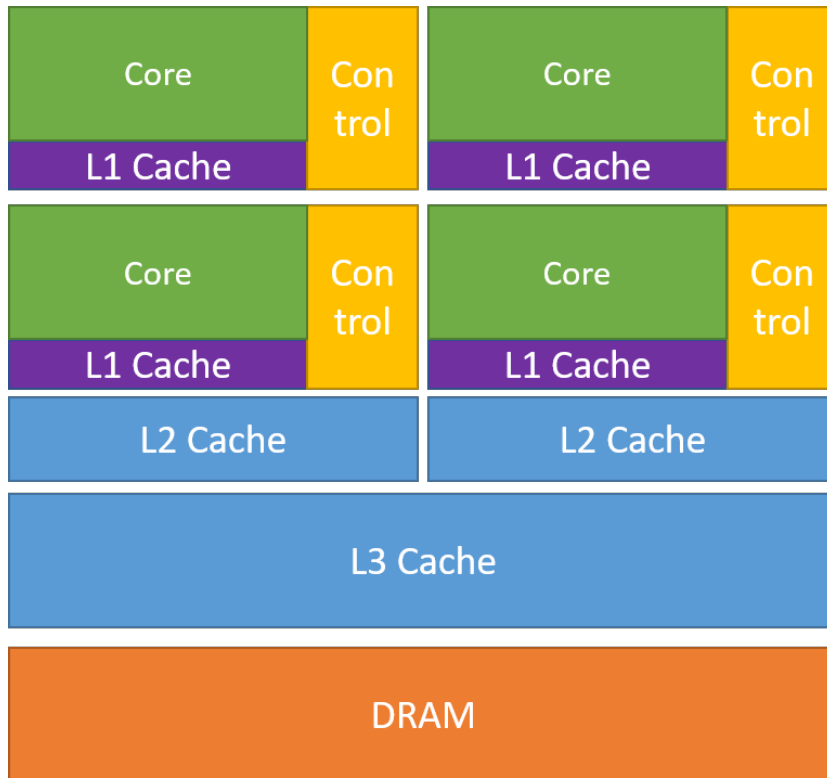 Core
Con
trol
L1 Cache
Core
Con
trol
L1 Cache
Core
Con
trol
L1 Cache
Core
Con
trol
L1 Cache
L2 Cache
L2 Cache
L3 Cache
DRAM